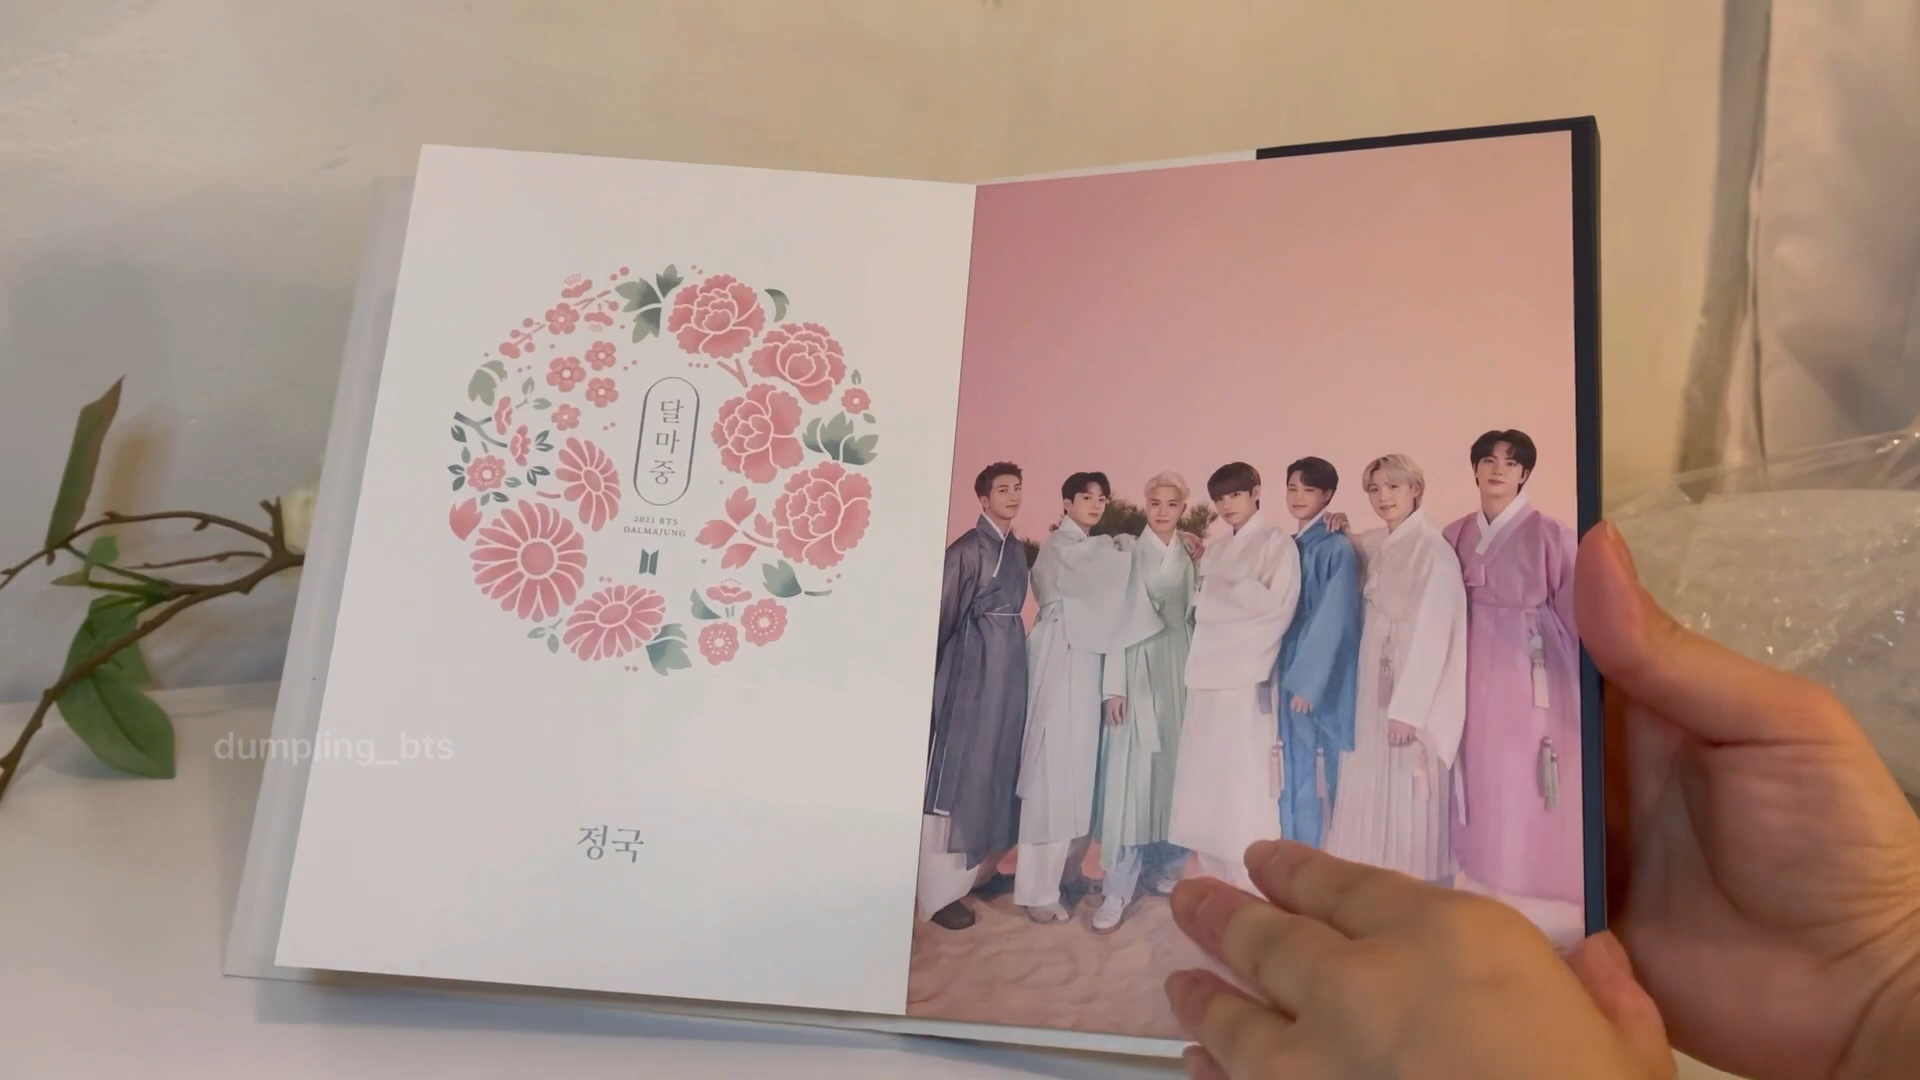 달
마
중
2021 BTS
DALMAJUNG
dumpling_bts
정국